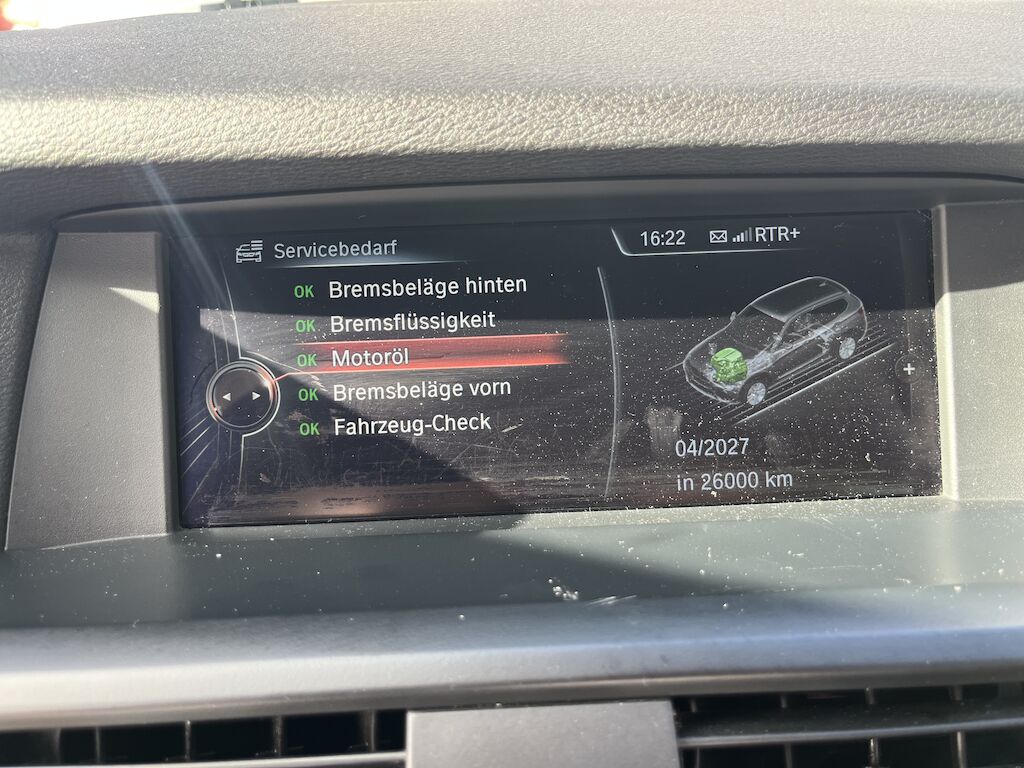 Servicebedarf
16:22 RTR+
OK Bremsbeläge hinten
OK Bremsflüssigkeit
OK Motoröl
OK Bremsbeläge vorn
OK Fahrzeug-Check
+
04/2027
in 26000 km